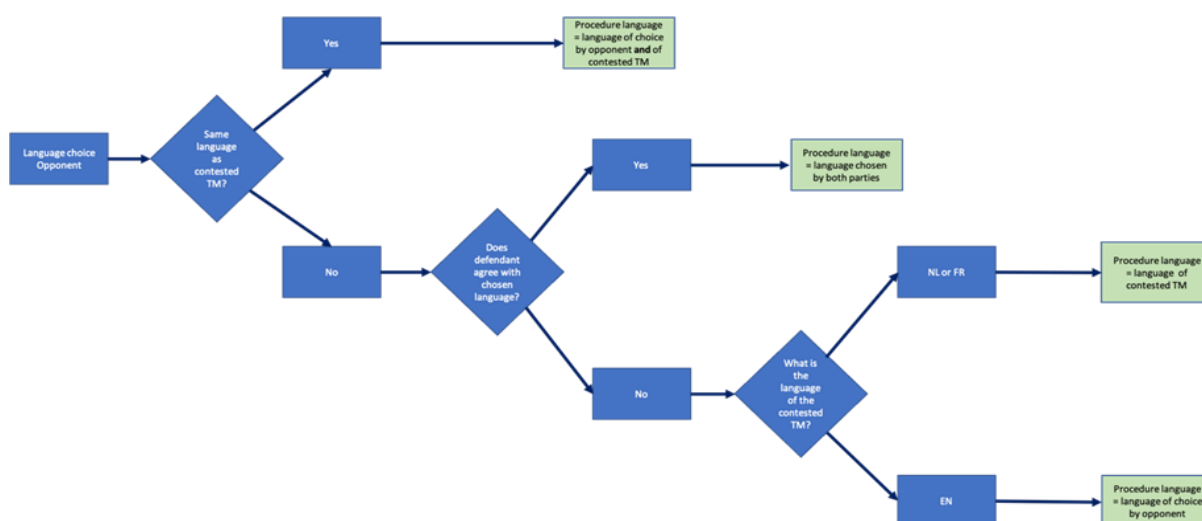 Yes
Procedure language
= language of choice
by opponent and of
contested TM
Language choice
Opponent
Same
language
as
contested
TM?
Yes
Procedure language
= language chosen
by both parties
No
Does
defendant
agree with
chosen
language?
NL or FR
Procedure language
= language of
contested TM
No
What is
the
language
of the
contested
TM?
EN
Procedure language
= language of choice
by opponent